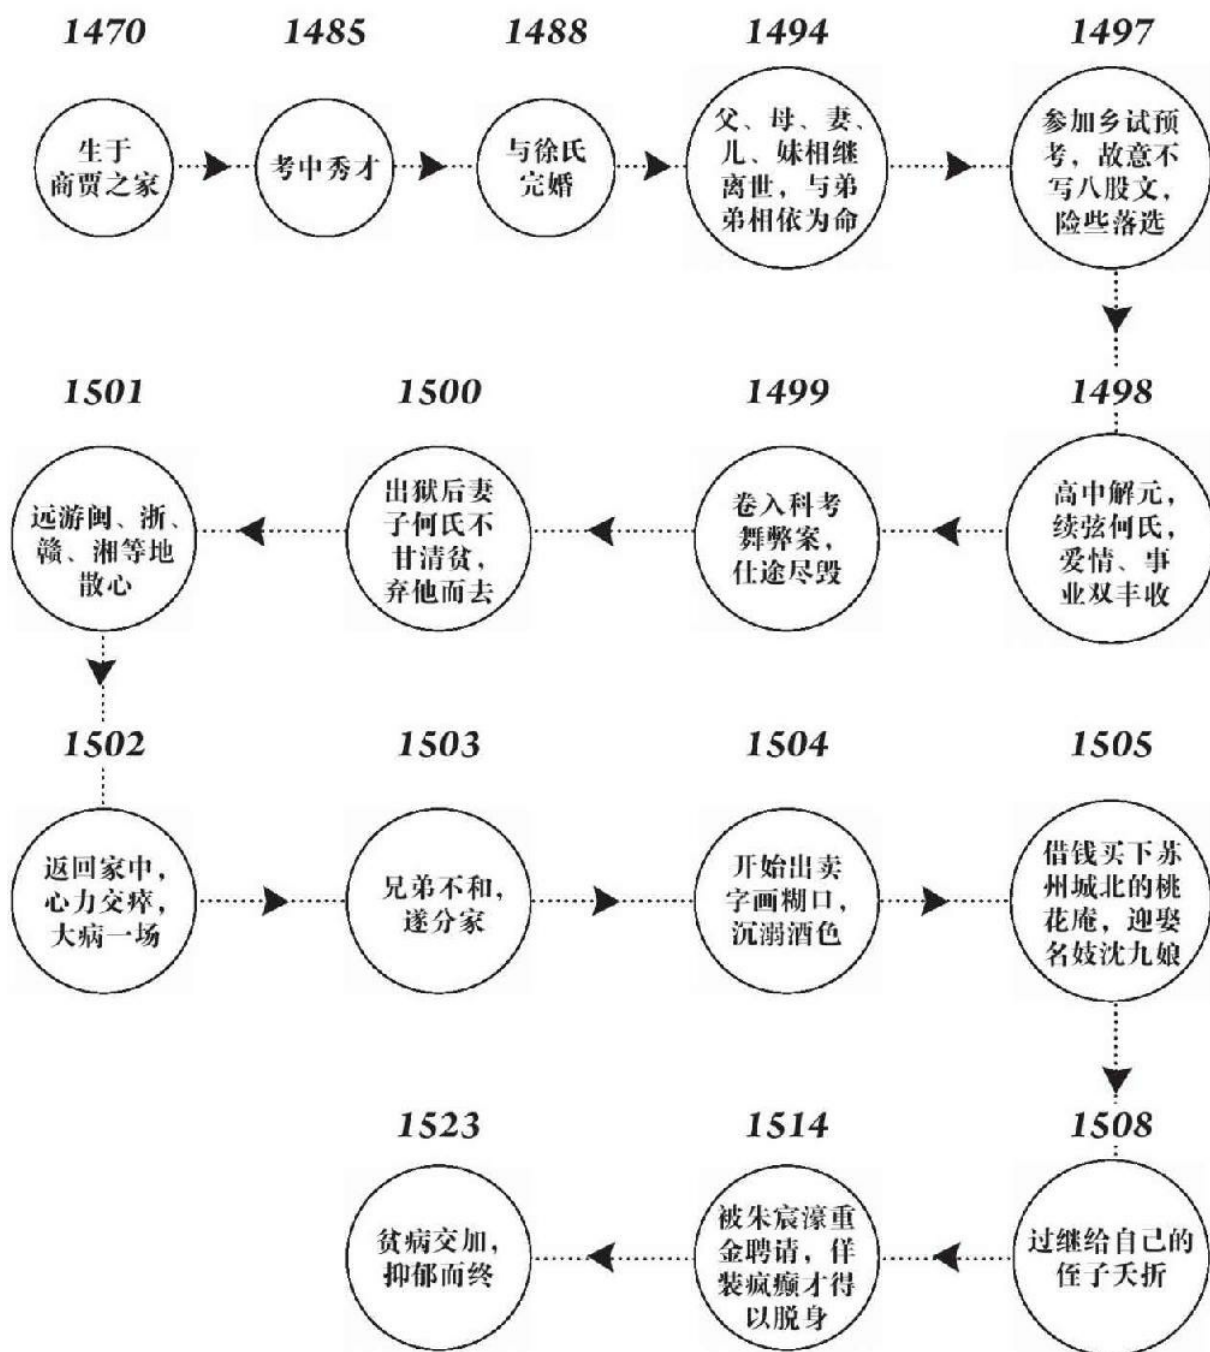 1470
生于
商贾之家
1485
考中秀才
1488
与徐氏
完婚
1494
父、母、妻、
儿、妹相继
离世，与弟
弟相依为命
1497
参加乡试预
考，故意不
写八股文，
险些落选
1498
高中解元，
续弦何氏，
爱情、事
业双丰收
1499
卷入科考
舞弊案，
仕途尽毁
1500
出狱后妻
子何氏不
甘清贫，
弃他而去
1501
远游闽、浙、
赣、湘等地
散心
1502
返回家中，
心力交瘁，
大病一场
1503
兄弟不和，
遂分家
1504
开始出卖
字画糊口，
沉溺酒色
1505
借钱买下苏
州城北的桃
花庵，迎娶
名妓沈九娘
1508
过继给自己的
侄子夭折
1514
被朱宸濠重
金聘请，佯
装疯癫才得
以脱身
1523
贫病交加，
抑郁而终